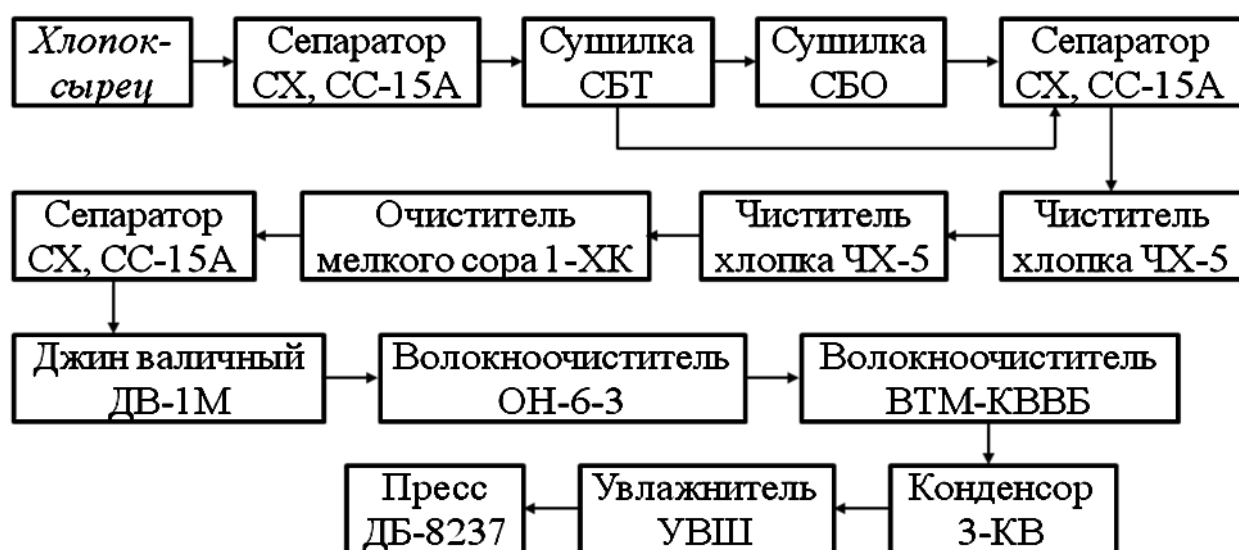 Хлопок-
сырец
Сепаратор
СХ, СС-15А
Сушилка
СБТ
Сушилка
СБО
Сепаратор
СХ, СС-15А
Чиститель
хлопка ЧХ-5
Чиститель
хлопка ЧХ-5
Очиститель
мелкого сора 1-ХК
Сепаратор
СХ, СС-15А
Джин валичный
ДВ-1М
Волокноочиститель
ОН-6-3
Волокноочиститель
ВТМ-КВВБ
Конденсор
3-КВ
Увлажнитель
УВШ
Пресс
ДБ-8237